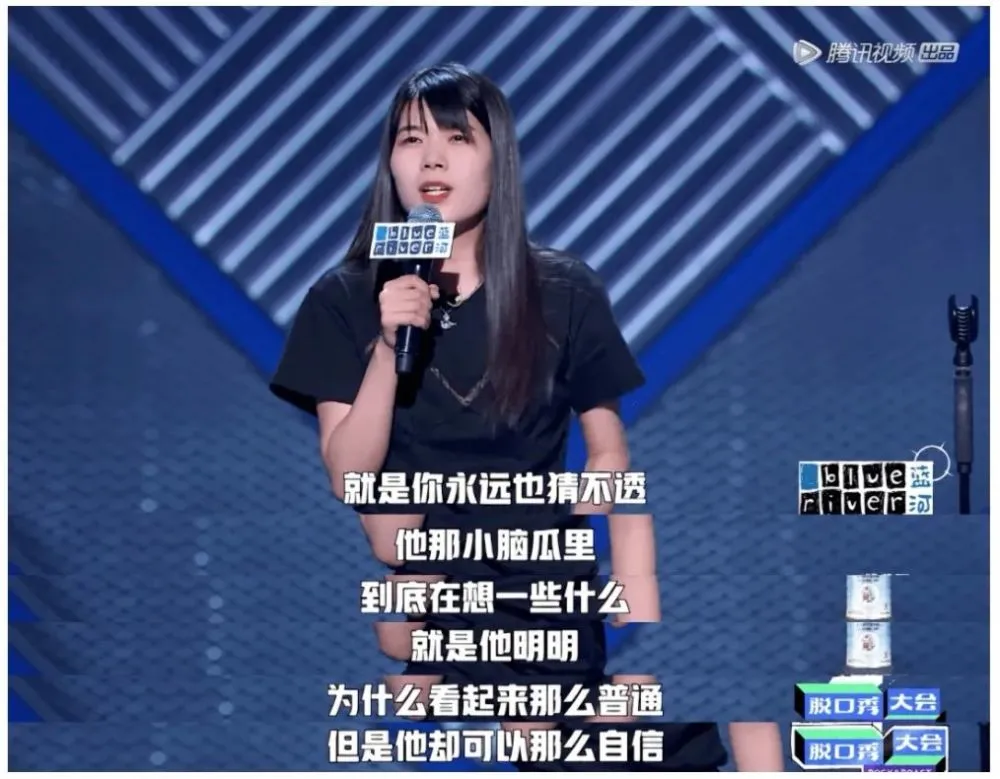 腾讯视频 出品
blue 蓝
river 河
blue 蓝
river 河
就是你永远也猜不透
他那小脑瓜里
到底在想一些什么
就是他明明
为什么看起来那么普通
脱口秀大会
但是他却可以那么自信
脱口秀大会